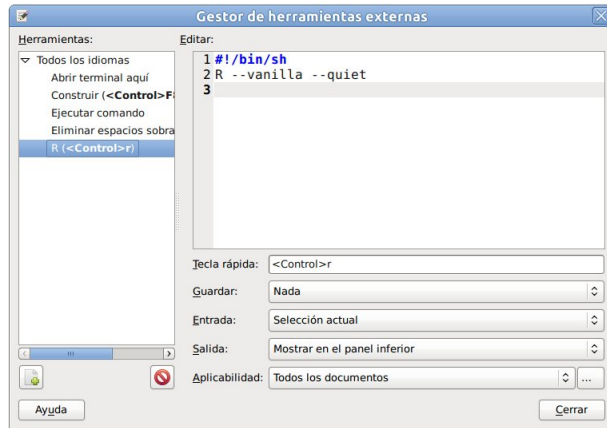 Gestor de herramientas externas
Herramientas:
Todos los idiomas
Abrir terminal aquí
Construir (<Control>F
Ejecutar comando
Eliminar espacios sobra
R (<Control>r)
Editar:
1 #!/bin/sh
2 R --vanilla --quiet
3
Tecla rápida: <Control>r
Guardar: Nada
Entrada: Selección actual
Salida: Mostrar en el panel inferior
Aplicabilidad: Todos los documentos ...
Ayuda
Cerrar